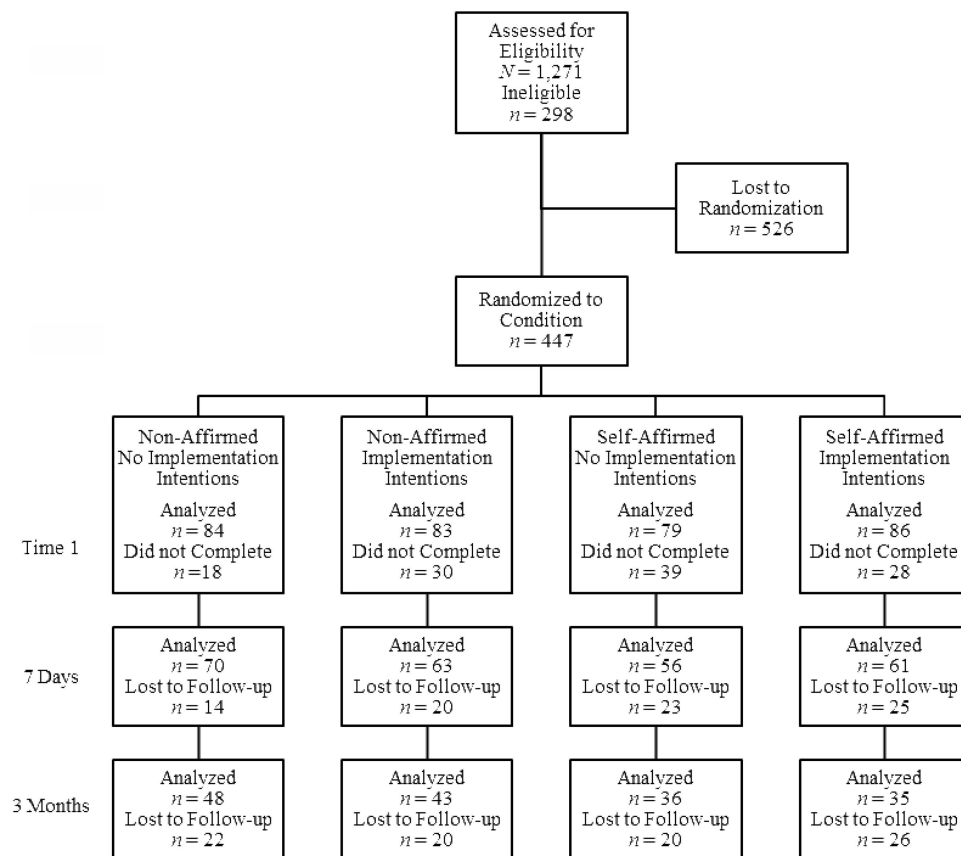 Assessed for
Eligibility
N = 1,271
Ineligible
n = 298
Lost to
Randomization
n = 526
Randomized to
Condition
n = 447
Non-Affirmed
No Implementation
Intentions
Analyzed
n = 84
Did not Complete
n =18
Non-Affirmed
Implementation
Intentions
Analyzed
n = 83
Did not Complete
n = 30
Self-Affirmed
No Implementation
Intentions
Analyzed
n = 79
Did not Complete
n = 39
Self-Affirmed
Implementation
Intentions
Analyzed
n = 86
Did not Complete
n = 28
Time 1
7 Days
Analyzed
n = 70
Lost to Follow-up
n = 14
Analyzed
n = 63
Lost to Follow-up
n = 20
Analyzed
n = 56
Lost to Follow-up
n = 23
Analyzed
n = 61
Lost to Follow-up
n = 25
3 Months
Analyzed
n = 48
Lost to Follow-up
n = 22
Analyzed
n = 43
Lost to Follow-up
n = 20
Analyzed
n = 36
Lost to Follow-up
n = 20
Analyzed
n = 35
Lost to Follow-up
n = 26